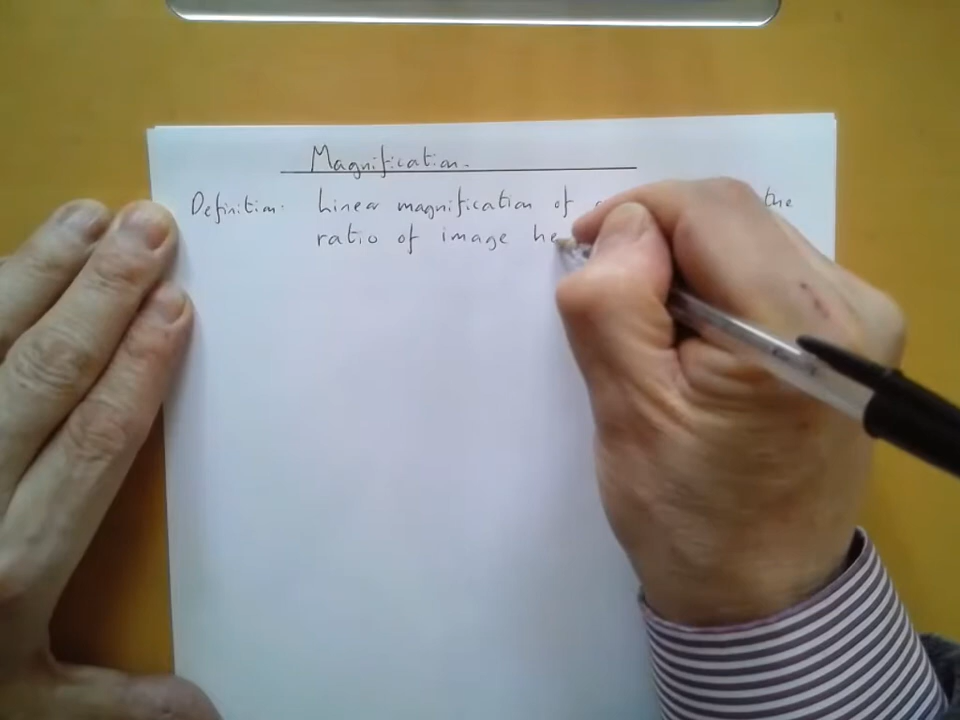 Magnification.
Definition: Linear magnification of the
ratio of image he